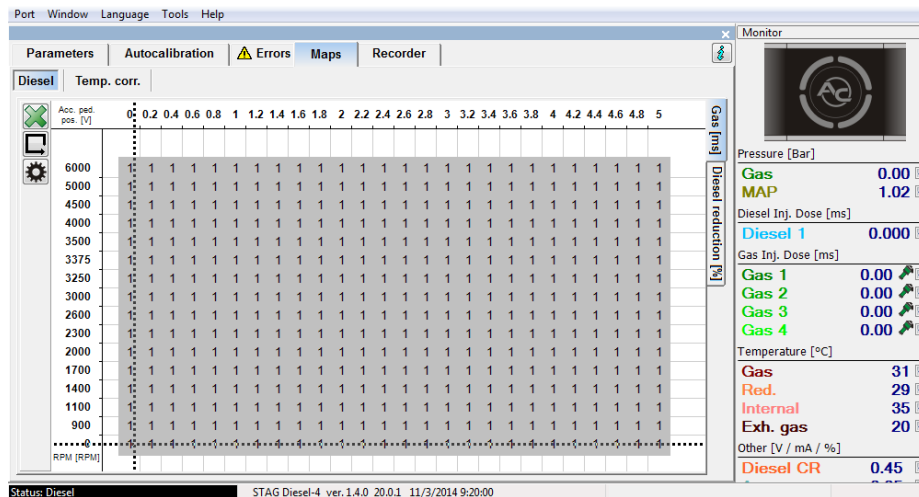 Port Window Language Tools Help
Monitor
Parameters Autocalibration Errors Maps Recorder
Diesel Temp. corr.
Acc. ped. pos. [V] 0 0.2 0.4 0.6 0.8 1 1.2 1.4 1.6 1.8 2 2.2 2.4 2.6 2.8 3 3.2 3.4 3.6 3.8 4 4.2 4.4 4.6 4.8 5
6000 1 1 1 1 1 1 1 1 1 1 1 1 1 1 1 1 1 1 1 1 1 1 1 1 1 1
5000 1 1 1 1 1 1 1 1 1 1 1 1 1 1 1 1 1 1 1 1 1 1 1 1 1 1
4500 1 1 1 1 1 1 1 1 1 1 1 1 1 1 1 1 1 1 1 1 1 1 1 1 1 1
4000 1 1 1 1 1 1 1 1 1 1 1 1 1 1 1 1 1 1 1 1 1 1 1 1 1 1
3500 1 1 1 1 1 1 1 1 1 1 1 1 1 1 1 1 1 1 1 1 1 1 1 1 1 1
3375 1 1 1 1 1 1 1 1 1 1 1 1 1 1 1 1 1 1 1 1 1 1 1 1 1 1
3250 1 1 1 1 1 1 1 1 1 1 1 1 1 1 1 1 1 1 1 1 1 1 1 1 1 1
3000 1 1 1 1 1 1 1 1 1 1 1 1 1 1 1 1 1 1 1 1 1 1 1 1 1 1
2600 1 1 1 1 1 1 1 1 1 1 1 1 1 1 1 1 1 1 1 1 1 1 1 1 1 1
2300 1 1 1 1 1 1 1 1 1 1 1 1 1 1 1 1 1 1 1 1 1 1 1 1 1 1
2000 1 1 1 1 1 1 1 1 1 1 1 1 1 1 1 1 1 1 1 1 1 1 1 1 1 1
1700 1 1 1 1 1 1 1 1 1 1 1 1 1 1 1 1 1 1 1 1 1 1 1 1 1 1
1400 1 1 1 1 1 1 1 1 1 1 1 1 1 1 1 1 1 1 1 1 1 1 1 1 1 1
1100 1 1 1 1 1 1 1 1 1 1 1 1 1 1 1 1 1 1 1 1 1 1 1 1 1 1
900 1 1 1 1 1 1 1 1 1 1 1 1 1 1 1 1 1 1 1 1 1 1 1 1 1 1
0 1 1 1 1 1 1 1 1 1 1 1 1 1 1 1 1 1 1 1 1 1 1 1 1 1 1
RPM [RPM]
Gas [ms]
Diesel reduction [%]
AC
Pressure [Bar]
Gas 0.00
MAP 1.02
Diesel Inj. Dose [ms]
Diesel 1 0.000
Gas Inj. Dose [ms]
Gas 1 0.00
Gas 2 0.00
Gas 3 0.00
Gas 4 0.00
Temperature [ºC]
Gas 31
Red. 29
Internal 35
Exh. gas 20
Other [V / mA / %]
Diesel CR 0.45
Status: Diesel STAG Diesel-4 ver. 1.4.0 20.0.1 11/3/2014 9:20:00